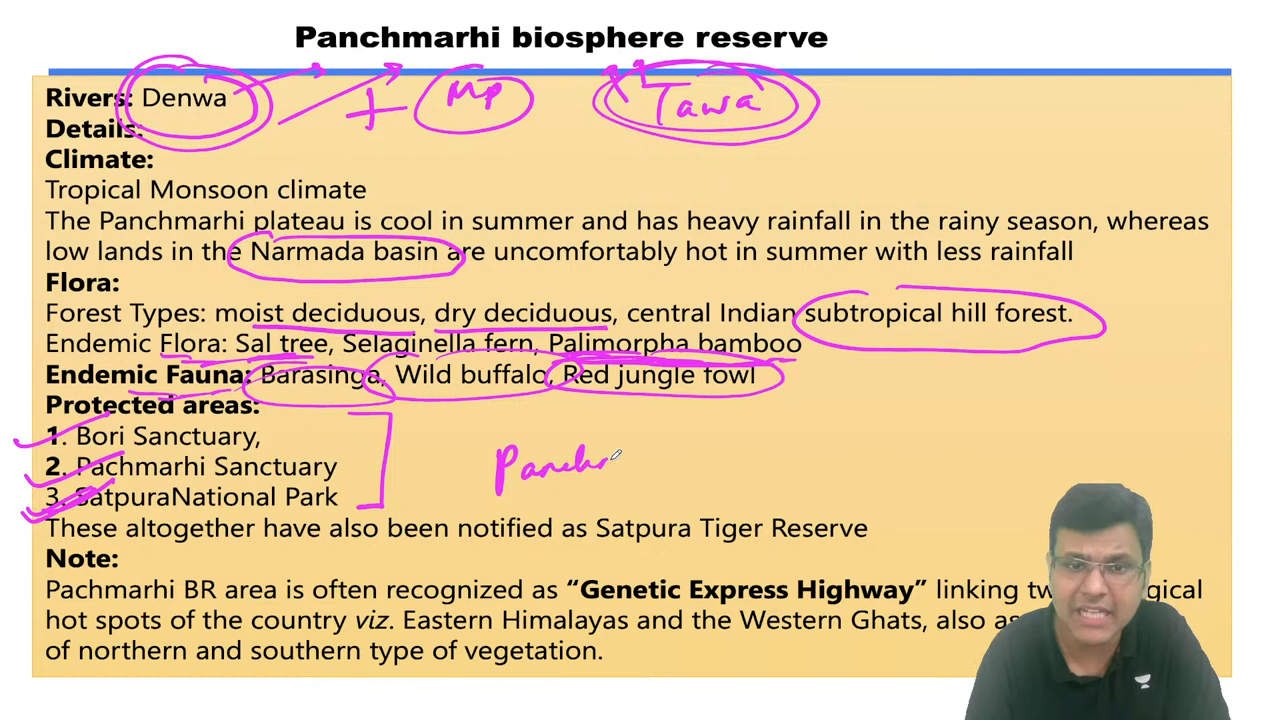 Panchmarhi biosphere reserve
Rivers: Denwa
MP
Tawa
Details:
Climate:
Tropical Monsoon climate
The Panchmarhi plateau is cool in summer and has heavy rainfall in the rainy season, whereas
low lands in the Narmada basin are uncomfortably hot in summer with less rainfall
Flora:
Forest Types: moist deciduous, dry deciduous, central Indian subtropical hill forest.
Endemic Flora: Sal tree, Selaginella fern, Palimorpha bamboo
Endemic Fauna: Barasinga, Wild buffalo, Red jungle fowl
Protected areas:
1. Bori Sanctuary,
2. Pachmarhi Sanctuary
3. SatpuraNational Park
These altogether have also been notified as Satpura Tiger Reserve
Note:
Pachmarhi BR area is often recognized as “Genetic Express Highway” linking
hot spots of the country viz. Eastern Himalayas and the Western Ghats, also
of northern and southern type of vegetation.